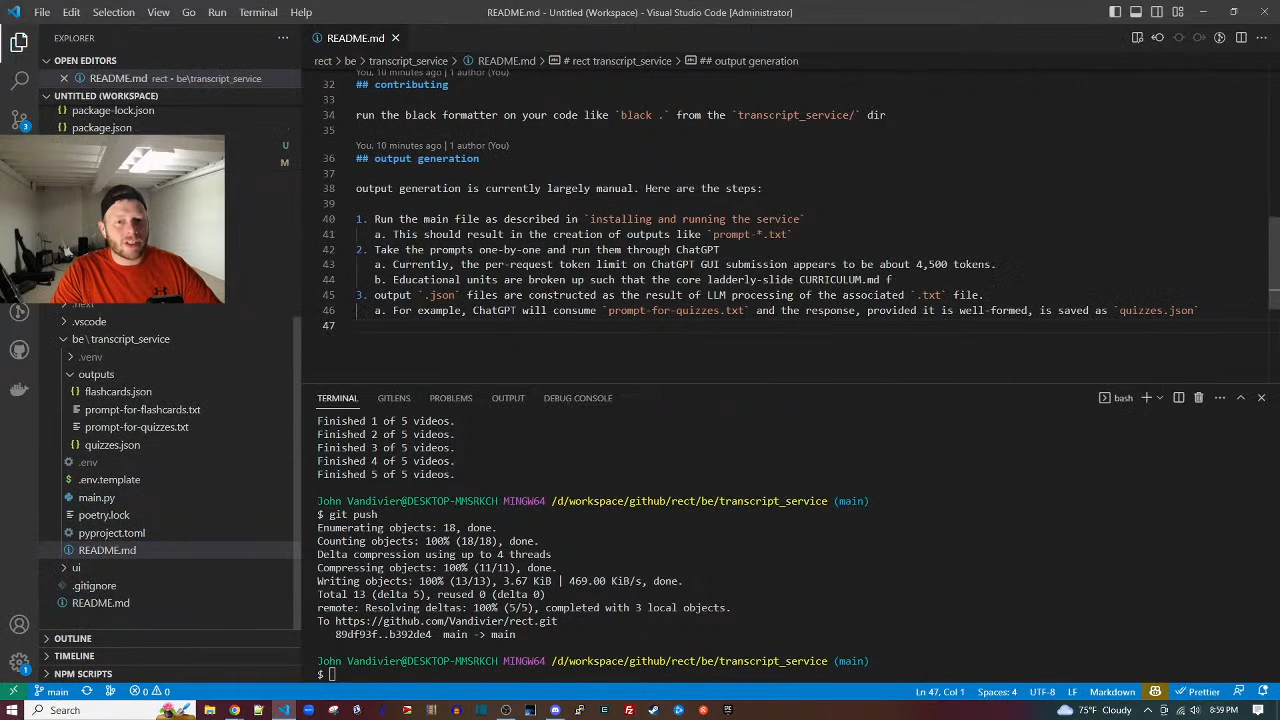 File Edit Selection View Go Run Terminal Help
README.md - Untitled (Workspace) - Visual Studio Code [Administrator]
EXPLORER
OPEN EDITORS
README.md rect • be\transcript_service
UNTITLED (WORKSPACE)
package-lock.json
package.json
U
M
.next
.vscode
be\transcript_service
.venv
outputs
flashcards.json
prompt-for-flashcards.txt
prompt-for-quizzes.txt
quizzes.json
.env
.env.template
main.py
poetry.lock
pyproject.toml
README.md
ui
.gitignore
README.md
OUTLINE
TIMELINE
NPM SCRIPTS
README.md
rect > be > transcript_service > README.md > # rect transcript_service > ## output generation
You, 10 minutes ago | 1 author (You)
32 ## contributing
33
34 run the black formatter on your code like `black .` from the `transcript_service/` dir
35
You, 10 minutes ago | 1 author (You)
36 ## output generation
37
38 output generation is currently largely manual. Here are the steps:
39
40 1. Run the main file as described in `installing and running the service`
41 a. This should result in the creation of outputs like `prompt-*.txt`
42 2. Take the prompts one-by-one and run them through ChatGPT
43 a. Currently, the per-request token limit on ChatGPT GUI submission appears to be about 4,500 tokens.
44 b. Educational units are broken up such that the core ladderly-slide CURRICULUM.md f
45 3. output `.json` files are constructed as the result of LLM processing of the associated `.txt` file.
46 a. For example, ChatGPT will consume `prompt-for-quizzes.txt` and the response, provided it is well-formed, is saved as `quizzes.json`
47
TERMINAL GITLENS PROBLEMS OUTPUT DEBUG CONSOLE
bash
Finished 1 of 5 videos.
Finished 2 of 5 videos.
Finished 3 of 5 videos.
Finished 4 of 5 videos.
Finished 5 of 5 videos.
John Vandivier@DESKTOP-MMSRKCH MINGW64 /d/workspace/github/rect/be/transcript_service (main)
$ git push
Enumerating objects: 18, done.
Counting objects: 100% (18/18), done.
Delta compression using up to 4 threads
Compressing objects: 100% (11/11), done.
Writing objects: 100% (13/13), 3.67 KiB | 469.00 KiB/s, done.
Total 13 (delta 5), reused 0 (delta 0)
remote: Resolving deltas: 100% (5/5), completed with 3 local objects.
To https://github.com/Vandivier/rect.git
89df93f..b392de4 main -> main
John Vandivier@DESKTOP-MMSRKCH MINGW64 /d/workspace/github/rect/be/transcript_service (main)
$
3
1
main 0 0
Ln 47, Col 1 Spaces: 4 UTF-8 LF Markdown Prettier
Search
75°F Cloudy 8:59 PM